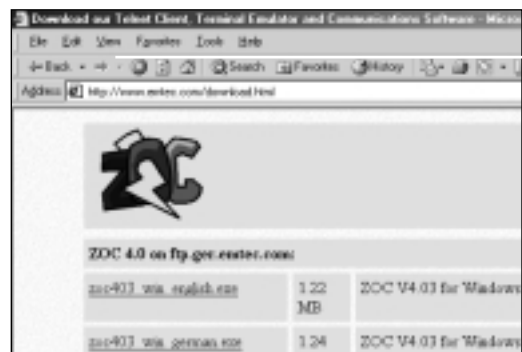 Download our Telnet Client, Terminal Emulator and Communications Software - Micro
File Edit View Favorites Tools Help
Back Search Favorites History
Address http://www.emtec.com/download.html
ZOC
ZOC 4.0 on ftp.ger.emtec.com:
zoc403_win_english.exe 1.22 MB ZOC V4.03 for Windows
zoc403_win_german.exe 1.24 ZOC V4.03 for Windows